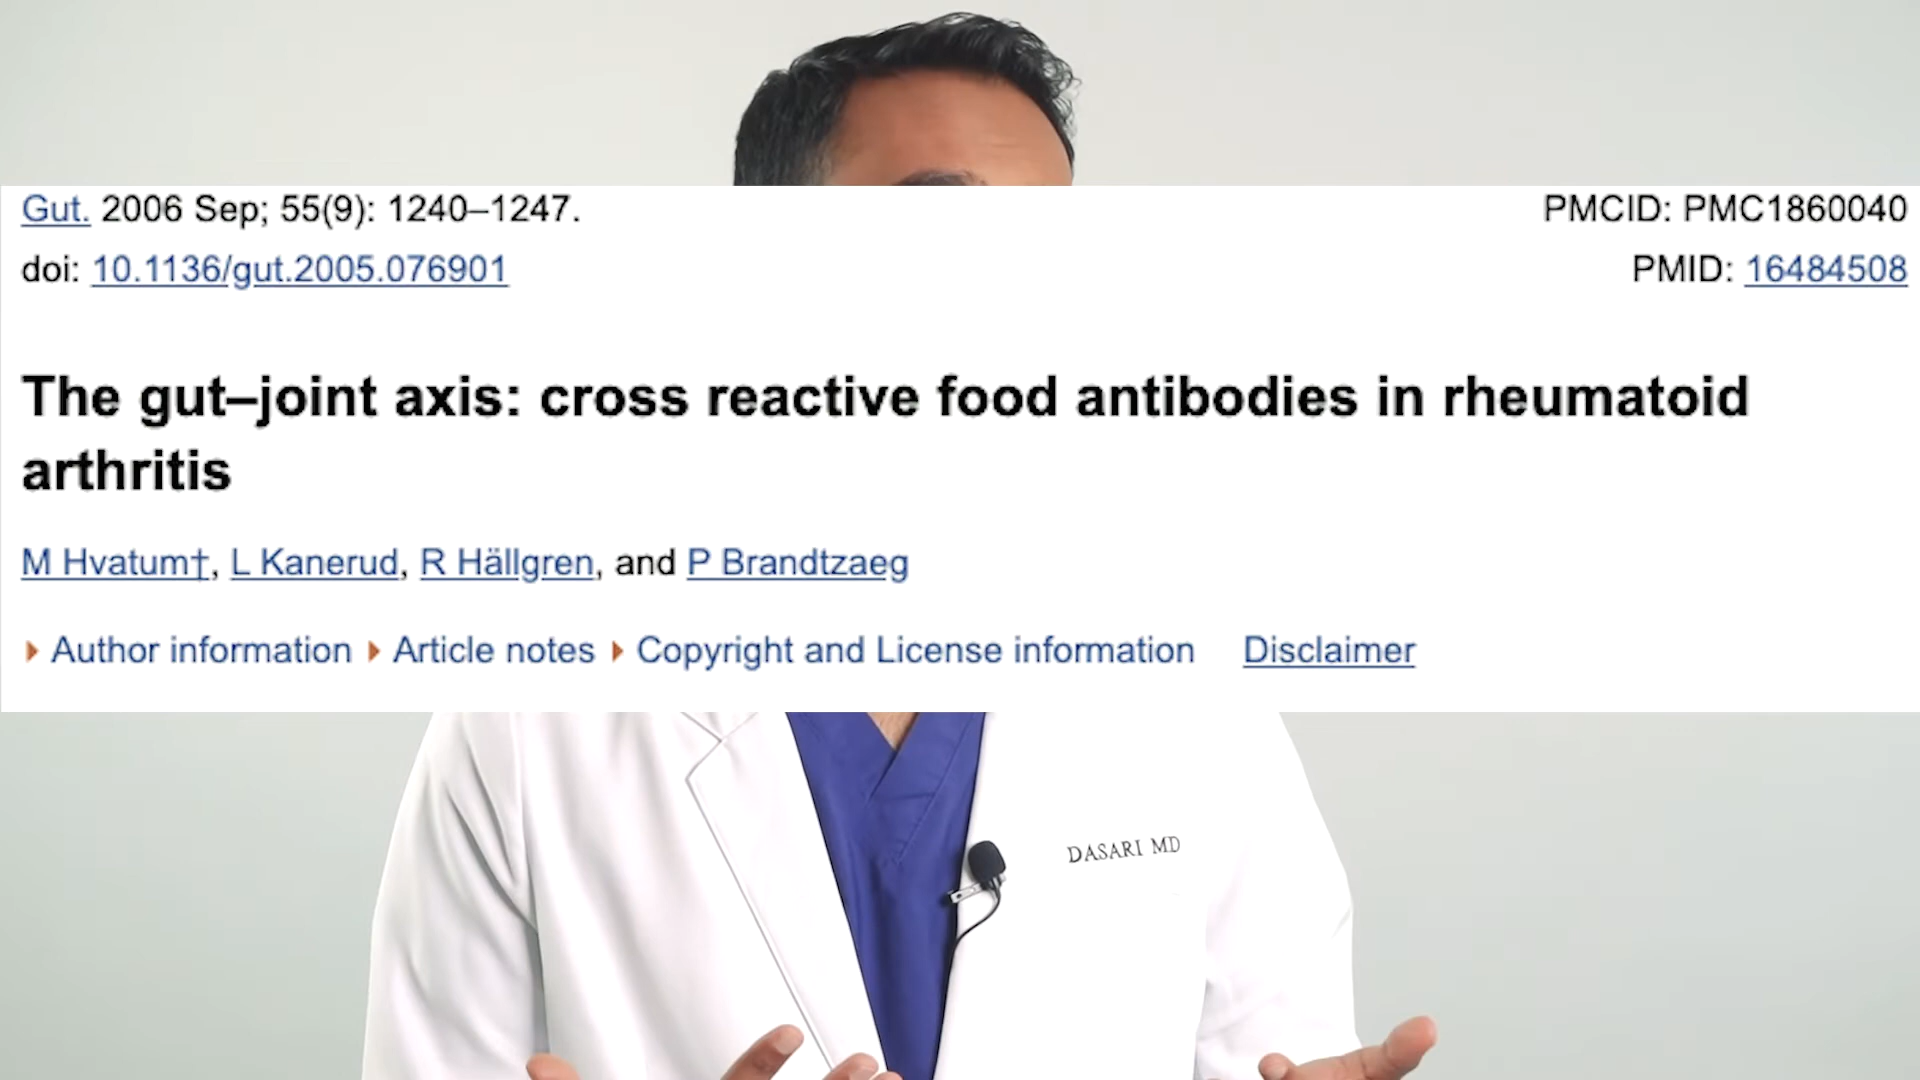 Gut. 2006 Sep; 55(9): 1240–1247.
PMCID: PMC1860040
doi: 10.1136/gut.2005.076901
PMID: 16484508
The gut–joint axis: cross reactive food antibodies in rheumatoid
arthritis
M Hvatum†, L Kanerud, R Hällgren, and P Brandtzaeg
Author information Article notes Copyright and License information Disclaimer
DASARI MD